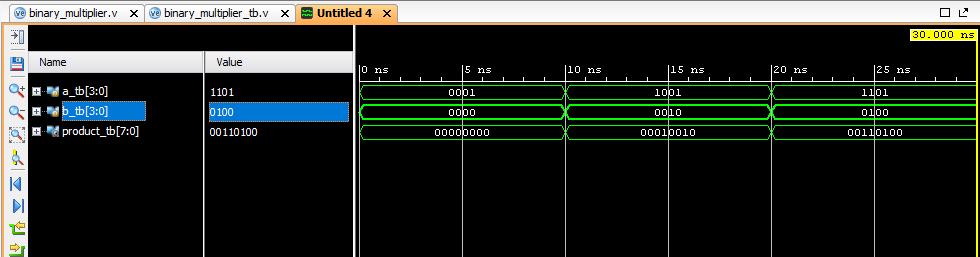 binary_multiplier.v binary_multiplier_tb.v Untitled 4
30.000 ns
Name Value
0 ns 5 ns 10 ns 15 ns 20 ns 25 ns
a_tb[3:0] 1101 0001 1001 1101
b_tb[3:0] 0100 0000 0010 0100
product_tb[7:0] 00110100 00000000 00010010 00110100